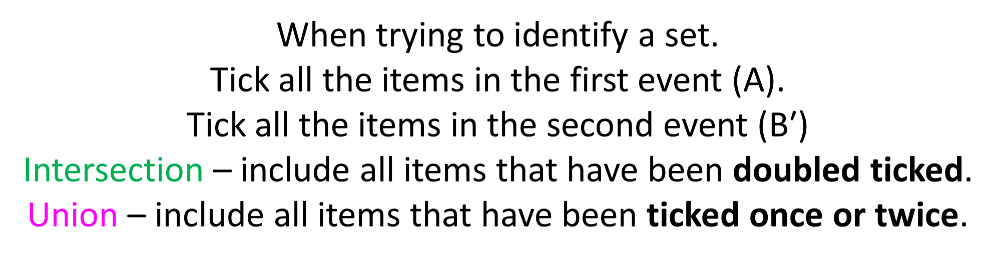 When trying to identify a set.
Tick all the items in the first event (A).
Tick all the items in the second event (B′)
Intersection – include all items that have been doubled ticked.
Union – include all items that have been ticked once or twice.